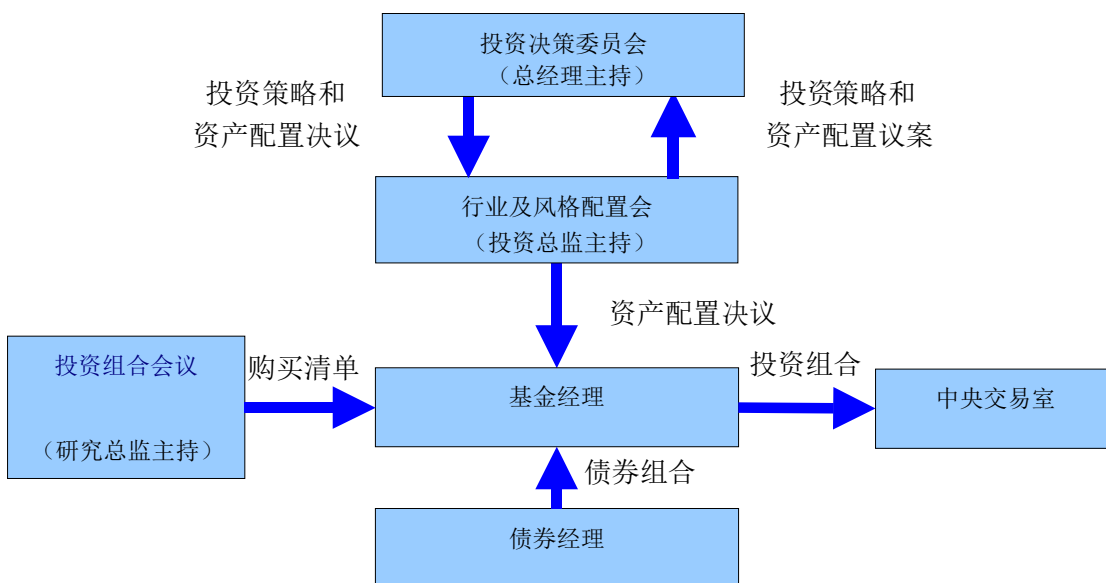 投资决策委员会
（总经理主持）
投资策略和
资产配置决议
投资策略和
资产配置议案
行业及风格配置会
（投资总监主持）
资产配置决议
投资组合会议
（研究总监主持）
购买清单
基金经理
投资组合
中央交易室
债券组合
债券经理